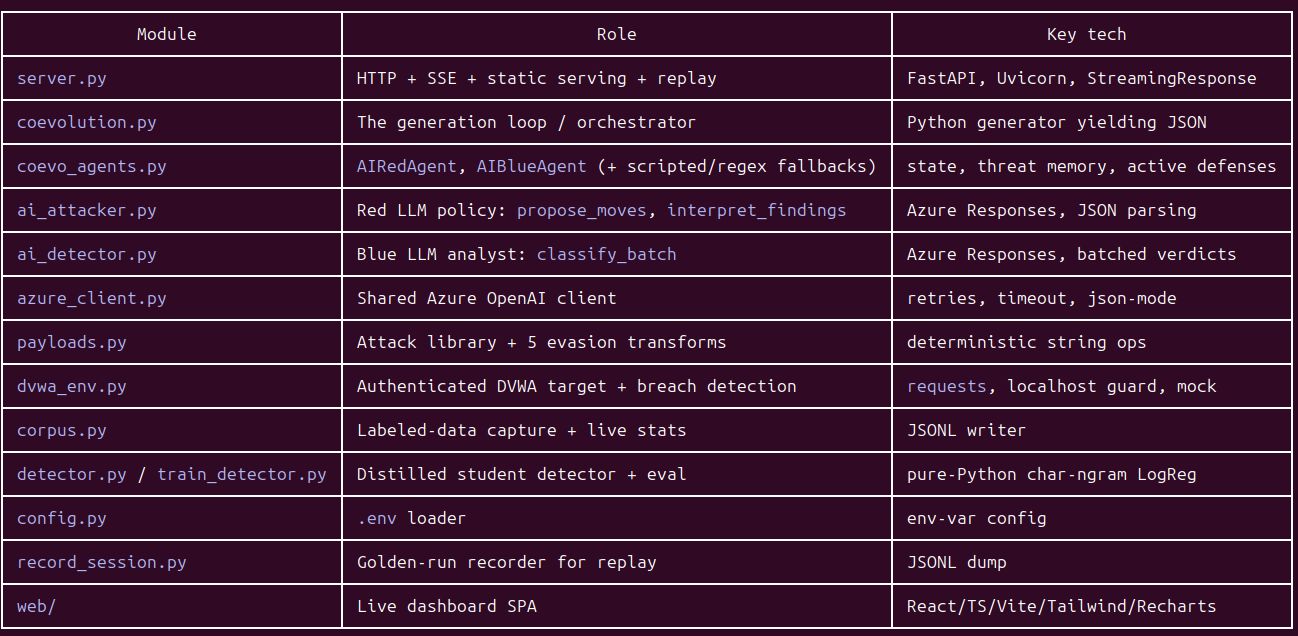 Module Role Key tech
server.py HTTP + SSE + static serving + replay FastAPI, Uvicorn, StreamingResponse
coevolution.py The generation loop / orchestrator Python generator yielding JSON
coevo_agents.py AIRedAgent, AIBlueAgent (+ scripted/regex fallbacks) state, threat memory, active defenses
ai_attacker.py Red LLM policy: propose_moves, interpret_findings Azure Responses, JSON parsing
ai_detector.py Blue LLM analyst: classify_batch Azure Responses, batched verdicts
azure_client.py Shared Azure OpenAI client retries, timeout, json-mode
payloads.py Attack library + 5 evasion transforms deterministic string ops
dvwa_env.py Authenticated DVWA target + breach detection requests, localhost guard, mock
corpus.py Labeled-data capture + live stats JSONL writer
detector.py / train_detector.py Distilled student detector + eval pure-Python char-ngram LogReg
config.py .env loader env-var config
record_session.py Golden-run recorder for replay JSONL dump
web/ Live dashboard SPA React/TS/Vite/Tailwind/Recharts